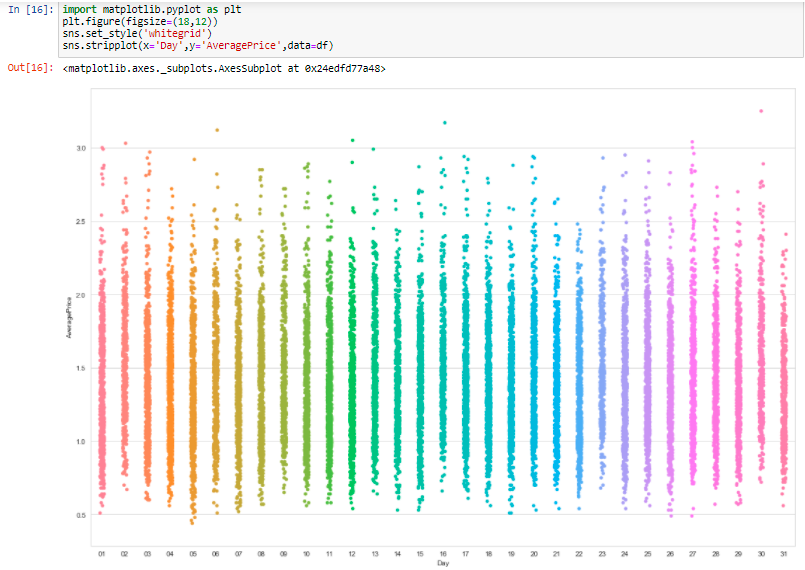 In [16]: import matplotlib.pyplot as plt
plt.figure(figsize=(18,12))
sns.set_style('whitegrid')
sns.stripplot(x='Day',y='AveragePrice',data=df)
Out[16]: <matplotlib.axes._subplots.AxesSubplot at 0x24edfd77a48>
3.0
2.5
2.0
AveragePrice
1.5
1.0
0.5
01 02 03 04 05 06 07 08 09 10 11 12 13 14 15 16 17 18 19 20 21 22 23 24 25 26 27 28 29 30 31
Day